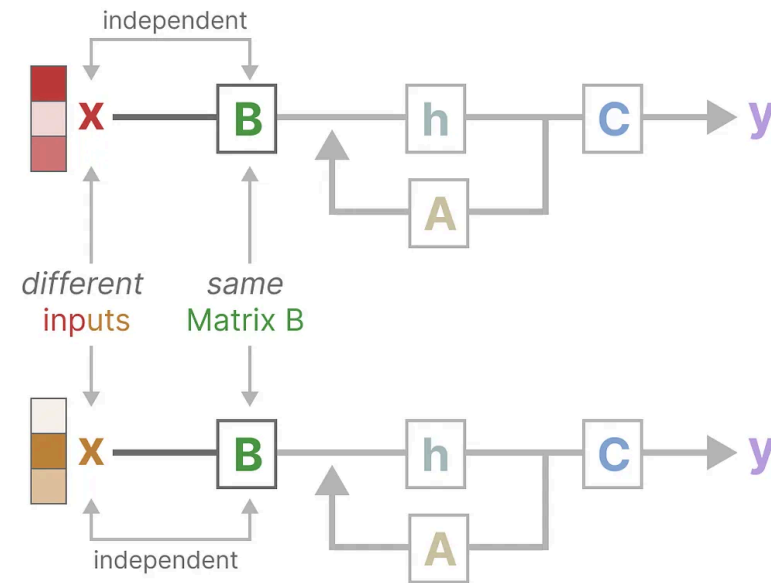 independent
x B h C y
A
different same
inputs Matrix B
x B h C y
A
independent